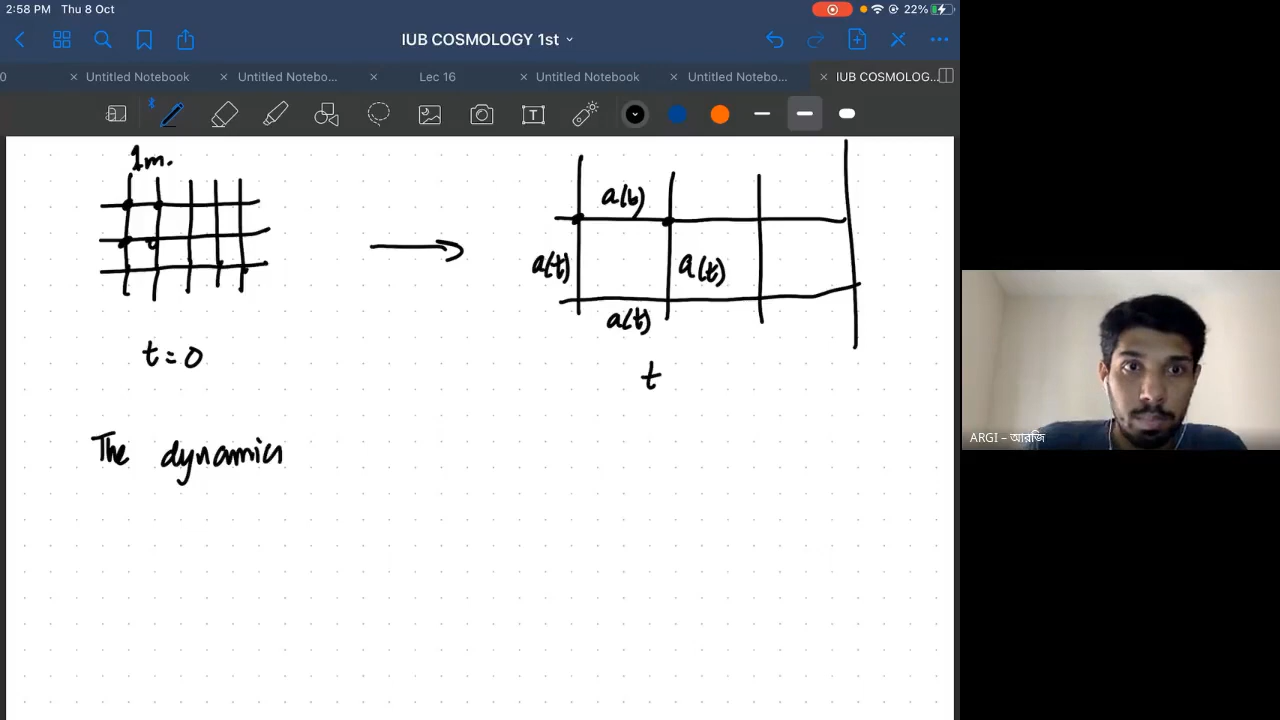 2:58 PM Thu 8 Oct
22%
IUB COSMOLOGY 1st
0
Untitled Notebook
Untitled Notebo...
Lec 16
Untitled Notebook
Untitled Notebo...
IUB COSMOLOG...
1m.
a(t)
a(t)
a(t)
a(t)
t = 0
t
The dynamics
ARGI – আরজি